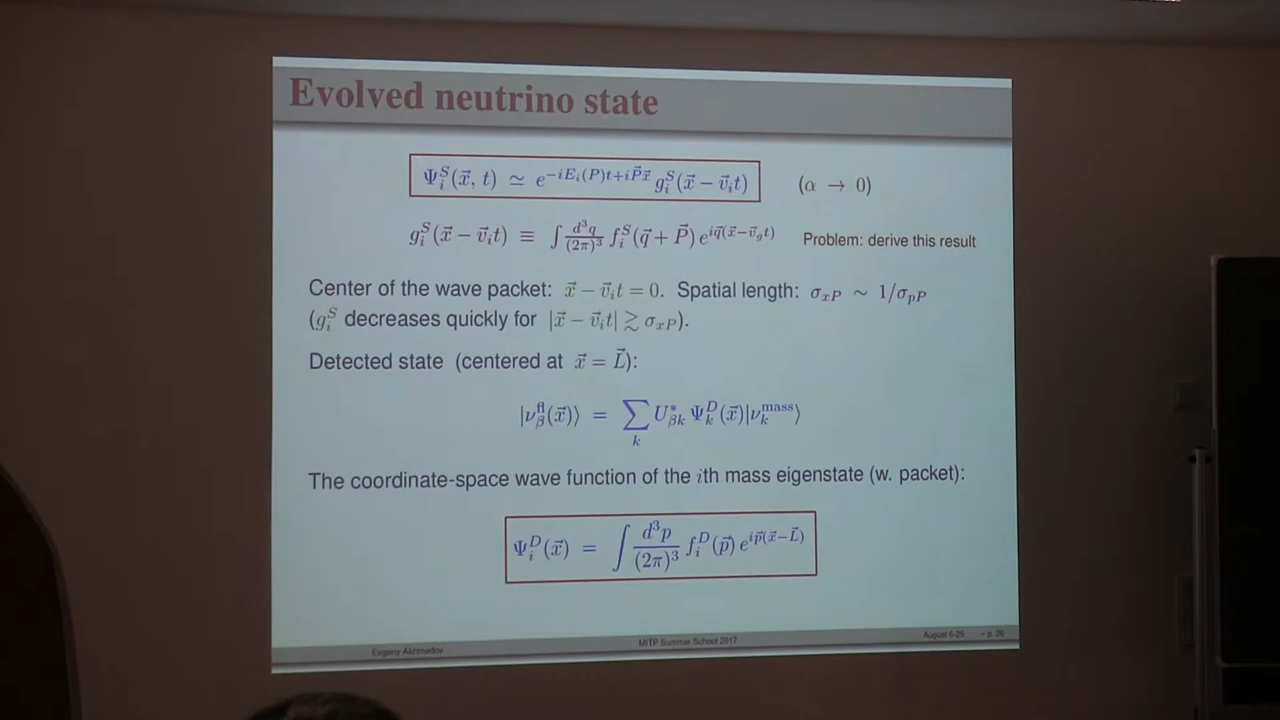 Evolved neutrino state
Ψ_i^S(x⃗, t) ≃ e^{−iE_i(P)t+iP⃗x⃗} g_i^S(x⃗ − v⃗_i t) (α → 0)
g_i^S(x⃗ − v⃗_i t) ≡ ∫ d³q/(2π)³ f_i^S(q⃗ + P⃗) e^{iq⃗(x⃗−v⃗_g t)} Problem: derive this result
Center of the wave packet: x⃗ − v⃗_i t = 0. Spatial length: σ_{xP} ∼ 1/σ_{pP}
(g_i^S decreases quickly for |x⃗ − v⃗_i t| ≳ σ_{xP}).
Detected state (centered at x⃗ = L⃗):
|ν_β^{fl}(x⃗)⟩ = ∑_k U*_{βk} Ψ_k^D(x⃗)|ν_k^{mass}⟩
The coordinate-space wave function of the ith mass eigenstate (w. packet):
Ψ_i^D(x⃗) = ∫ d³p/(2π)³ f_i^D(p⃗) e^{ip⃗(x⃗−L⃗)}
Evgeny Akhmedov MITP Summer School 2017 August 6-25 – p. 26